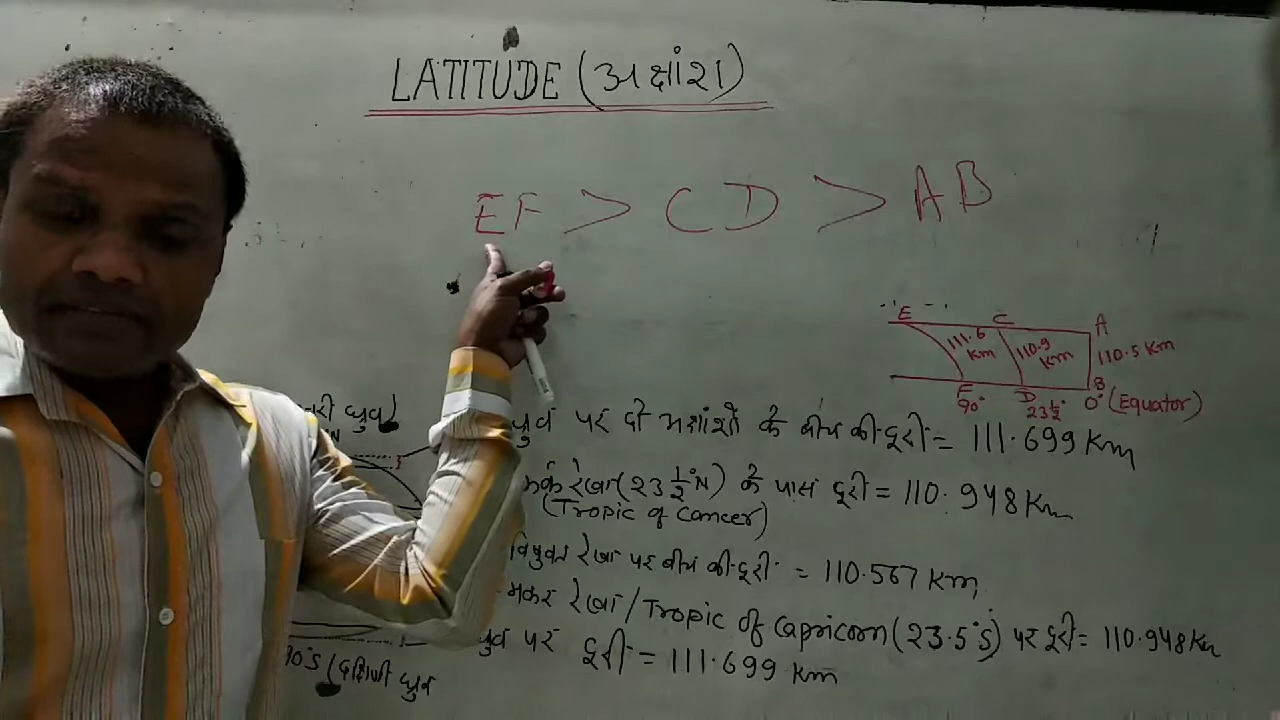 LATITUDE (अक्षांश)
EF > CD > AB
E C A
111.6 Km 110.9 Km 110.5 Km
F D B
90° 23½° 0° (Equator)
ध्रुव)
N
ध्रुव पर दो अक्षांशों के बीच की दूरी = 111.699 Km
कर्क रेखा (23½°N) के पास दूरी = 110.948 Km
(Tropic of Cancer)
विषुवत रेखा पर बीच की दूरी = 110.567 Km
मकर रेखा/Tropic of Capricorn (23.5°S) पर दूरी = 110.948 Km
ध्रुव पर दूरी = 111.699 km
90°S (दक्षिणी ध्रुव